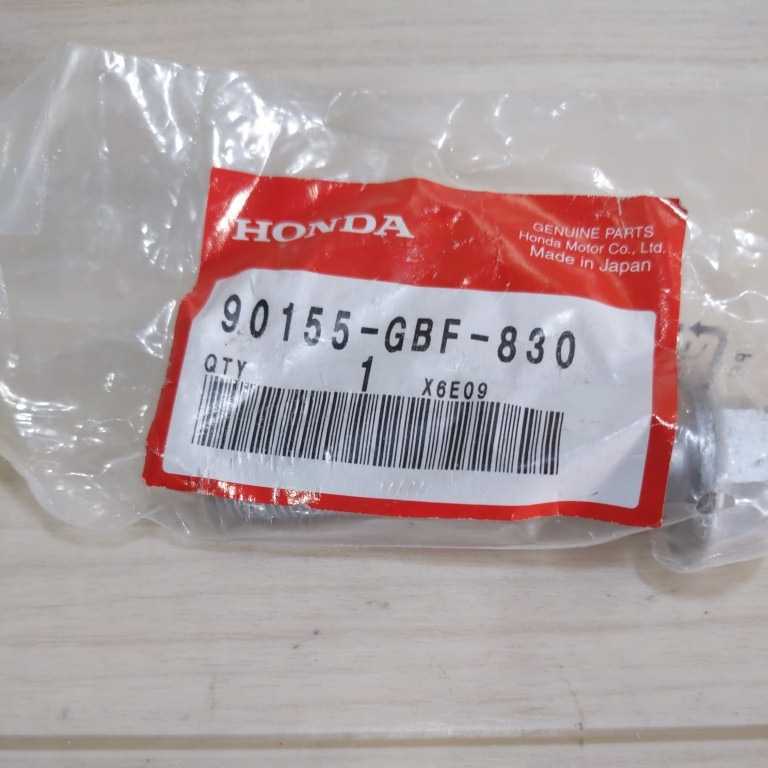 HONDA
GENUINE PARTS
Honda Motor Co., Ltd.
Made in Japan
90155-GBF-830
QTY 1 X6E09